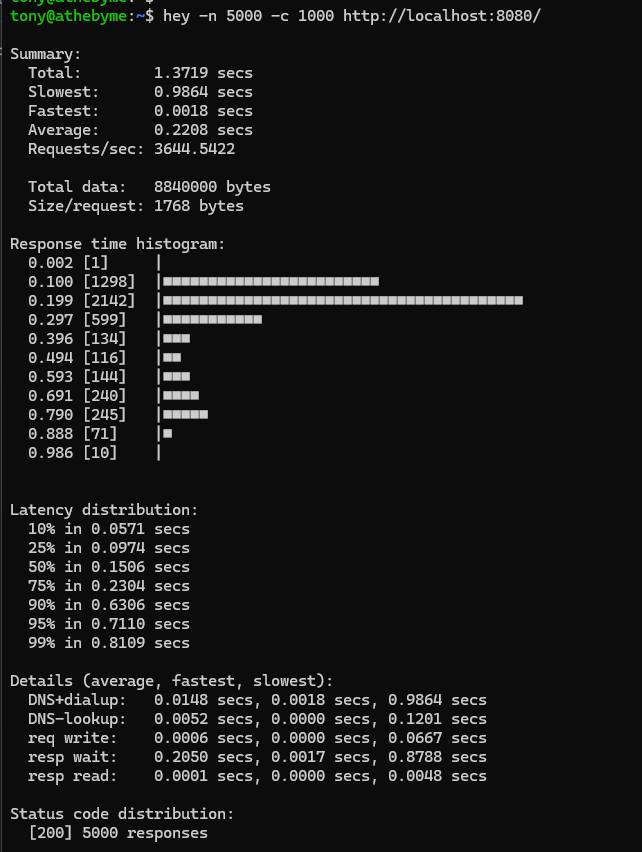 tony@athebyme:~$ hey -n 5000 -c 1000 http://localhost:8080/
Summary:
Total: 1.3719 secs
Slowest: 0.9864 secs
Fastest: 0.0018 secs
Average: 0.2208 secs
Requests/sec: 3644.5422
Total data: 8840000 bytes
Size/request: 1768 bytes
Response time histogram:
0.002 [1] |
0.100 [1298] |■■■■■■■■■■■■■■■■■■■■■■■■
0.199 [2142] |■■■■■■■■■■■■■■■■■■■■■■■■■■■■■■■■■■■■■■■■
0.297 [599] |■■■■■■■■■■■
0.396 [134] |■■■
0.494 [116] |■■
0.593 [144] |■■■
0.691 [240] |■■■■
0.790 [245] |■■■■■
0.888 [71] |■
0.986 [10] |
Latency distribution:
10% in 0.0571 secs
25% in 0.0974 secs
50% in 0.1506 secs
75% in 0.2304 secs
90% in 0.6306 secs
95% in 0.7110 secs
99% in 0.8109 secs
Details (average, fastest, slowest):
DNS+dialup: 0.0148 secs, 0.0018 secs, 0.9864 secs
DNS-lookup: 0.0052 secs, 0.0000 secs, 0.1201 secs
req write: 0.0006 secs, 0.0000 secs, 0.0667 secs
resp wait: 0.2050 secs, 0.0017 secs, 0.8788 secs
resp read: 0.0001 secs, 0.0000 secs, 0.0048 secs
Status code distribution:
[200] 5000 responses